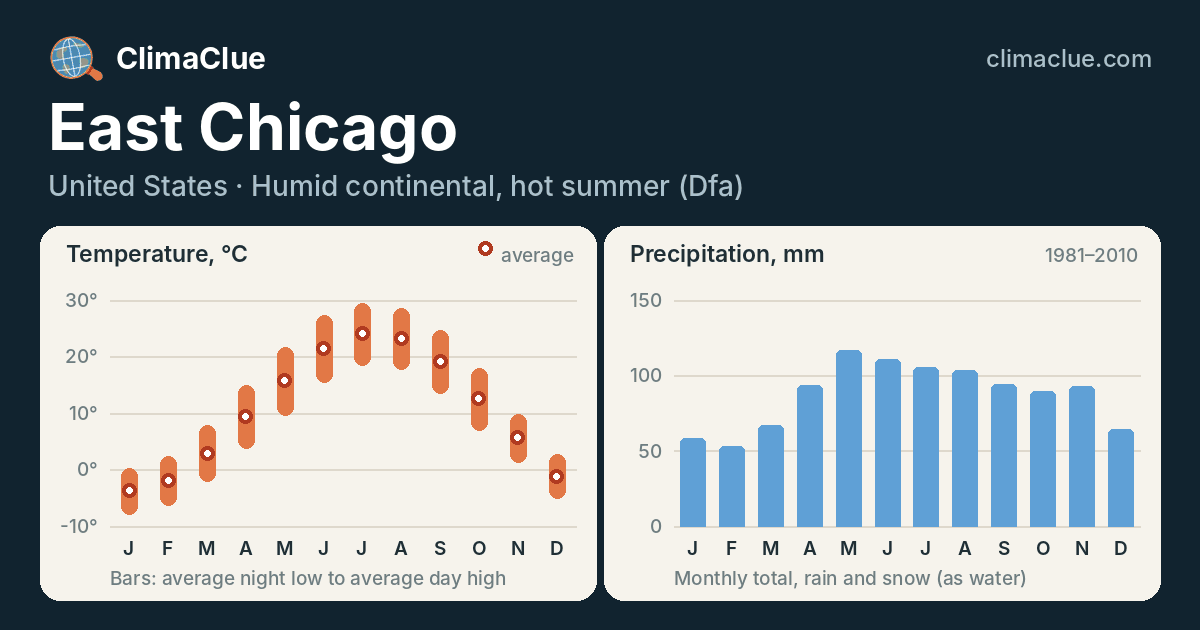 ClimaClue
climaclue.com
East Chicago
United States · Humid continental, hot summer (Dfa)
Temperature, °C
average
30°
20°
10°
0°
-10°
J F M A M J J A S O N D
Bars: average night low to average day high
Precipitation, mm
1981–2010
150
100
50
0
J F M A M J J A S O N D
Monthly total, rain and snow (as water)